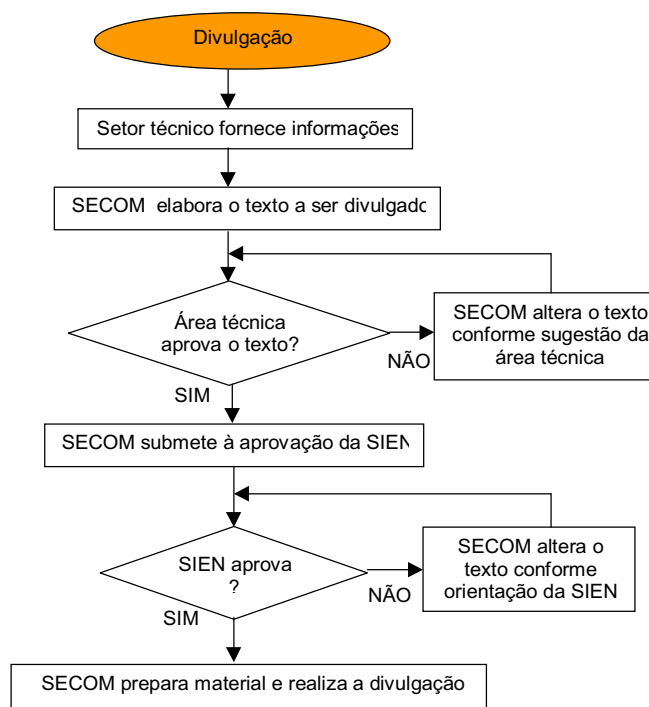 Divulgação
Setor técnico fornece informações
SECOM elabora o texto a ser divulgado
Área técnica
aprova o texto?
NÃO
SECOM altera o texto
conforme sugestão da
área técnica
SIM
SECOM submete à aprovação da SIEN
SIEN aprova
?
NÃO
SECOM altera o
texto conforme
orientação da SIEN
SIM
SECOM prepara material e realiza a divulgação